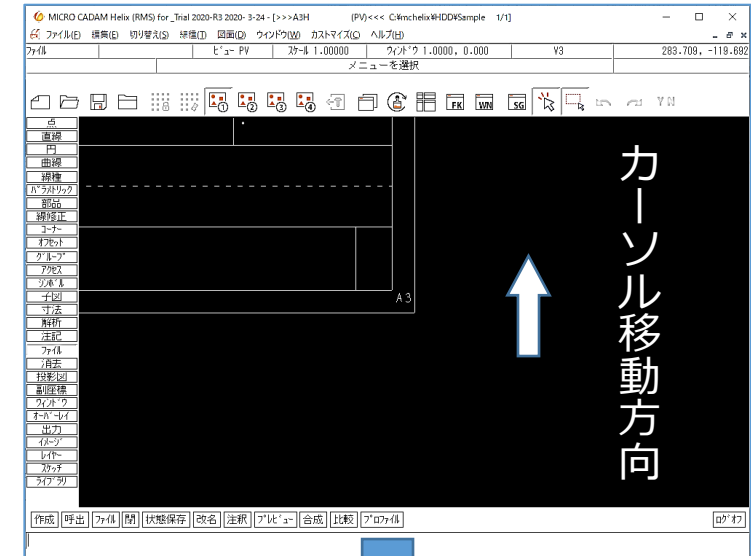 MICRO CADAM Helix (RMS) for _Trial 2020-R3 2020- 3-24 - [>>>A3H (PV)<<< C:¥mchelix¥HDD¥Sample 1/1]
ファイル(F) 編集(E) 切り替え(S) 線種(T) 図面(D) ウインドウ(W) カストマイズ(C) ヘルプ(H)
ファイル ビュー PV スケール 1.00000 ウィンドウ 1.0000, 0.000 V3 283.709, -119.692
メニューを選択
FK WN SG Y N
点
直線
円
曲線
線種
パラメトリック
部品
線修正
コーナー
オフセット
グループ
アクセス
シンボル
子図
寸法
解析
注記
ファイル
消去
投影図
副座標
ウィンドウ
オーバーレイ
出力
イメージ
レイヤー
スケッチ
ライブラリ
A3
カーソル移動方向
作成 呼出 ファイル 閉 状態保存 改名 注釈 プレビュー 合成 比較 プロファイル ログオフ